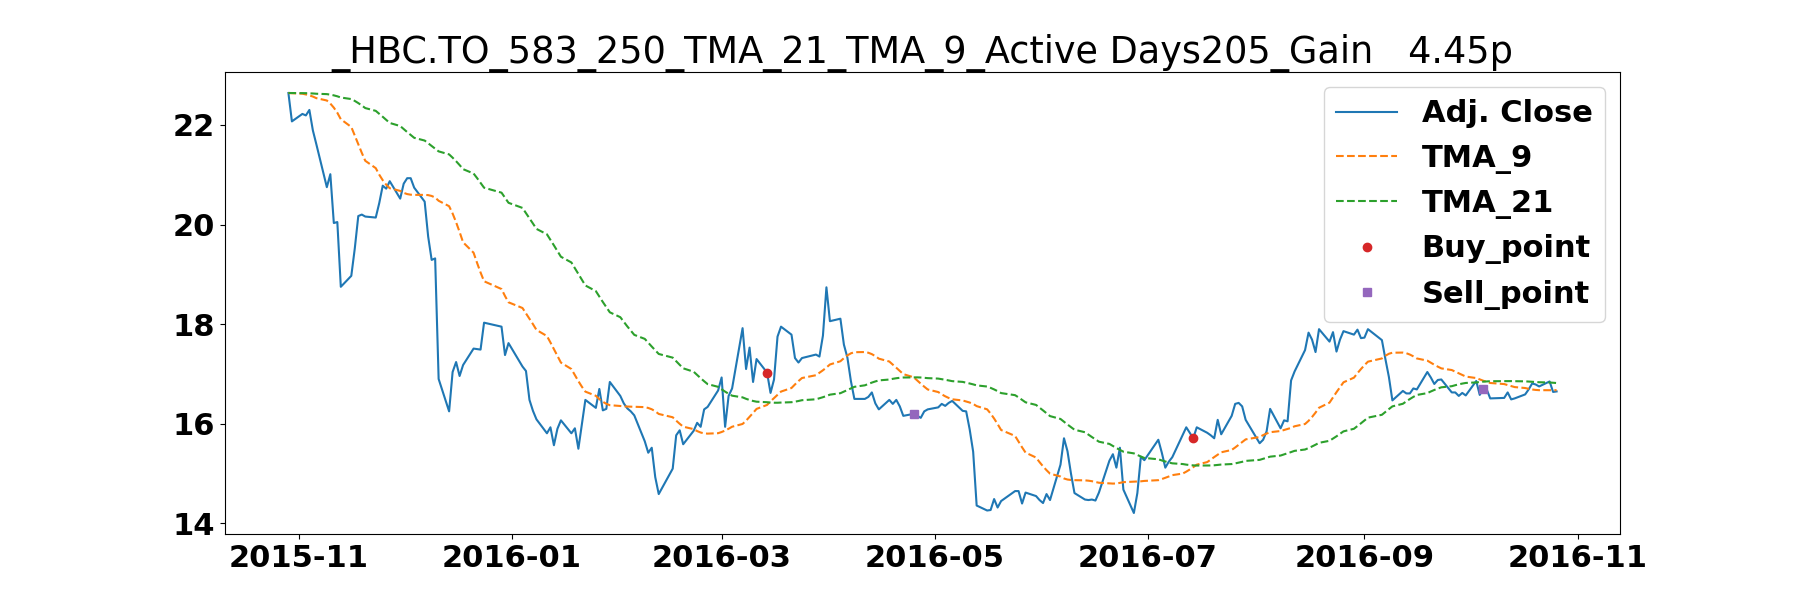 _HBC.TO_583_250_TMA_21_TMA_9_Active Days205_Gain   4.45p
22
20
18
16
14
2015-11
2016-01
2016-03
2016-05
2016-07
2016-09
2016-11
Adj. Close
TMA_9
TMA_21
Buy_point
Sell_point